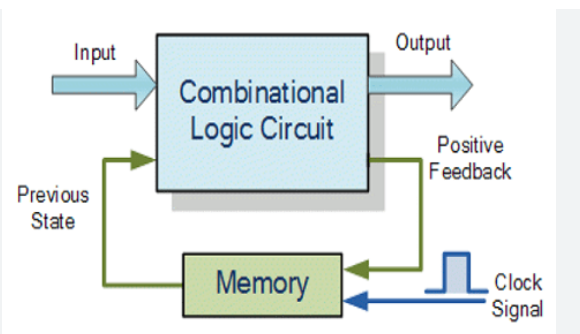 Input
Output
Combinational
Logic Circuit
Positive
Feedback
Previous
State
Memory
Clock
Signal